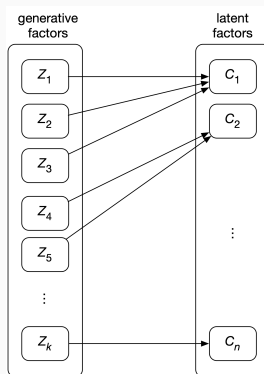 generative
factors
latent
factors
Z1
C1
Z2
C2
Z3
Z4
Z5
⋮
⋮
Zk
Cn